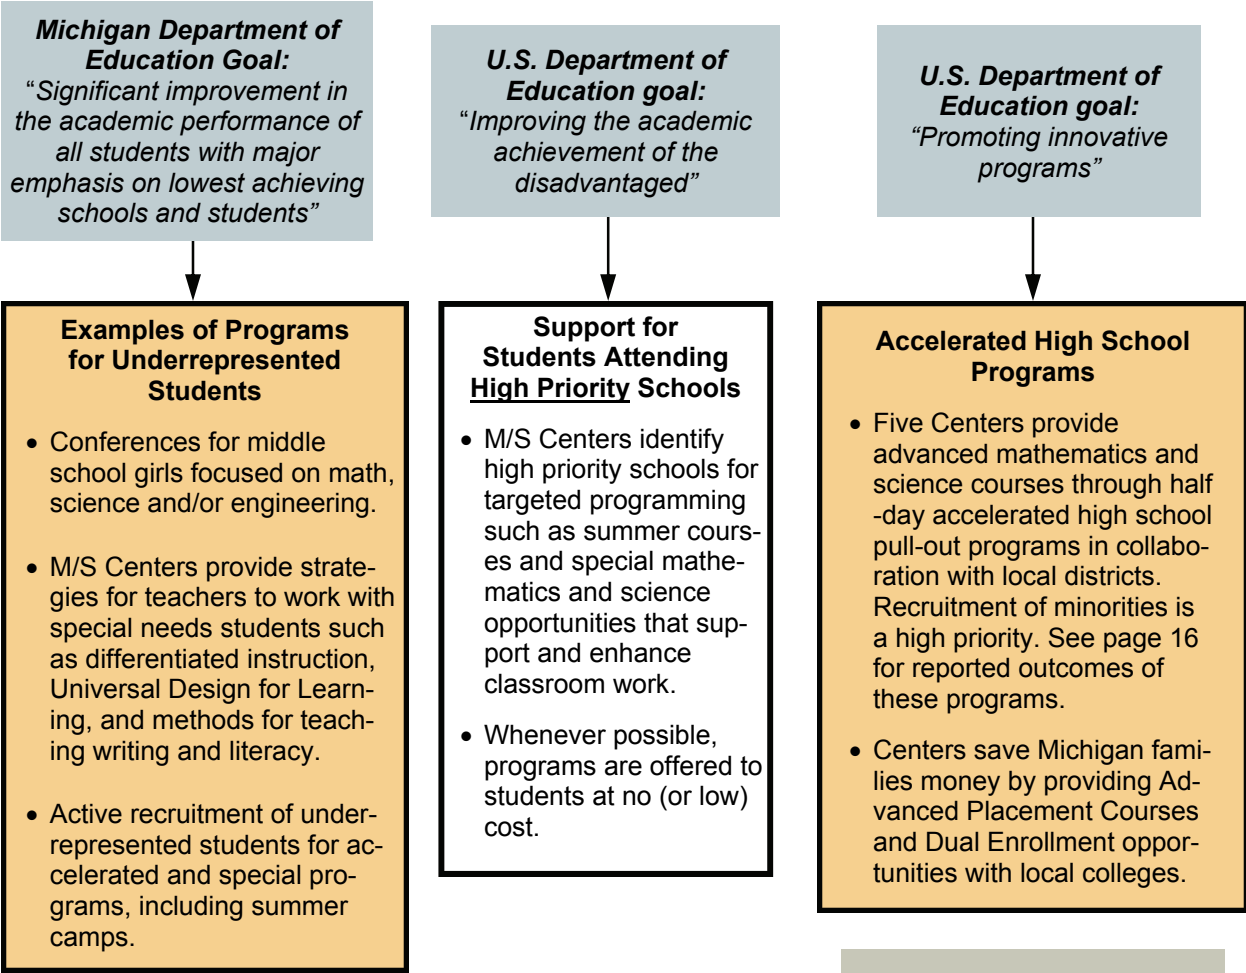 Michigan Department of
Education Goal:
“Significant improvement in
the academic performance of
all students with major
emphasis on lowest achieving
schools and students”
Examples of Programs
for Underrepresented
Students
• Conferences for middle
school girls focused on math,
science and/or engineering.
• M/S Centers provide strate-
gies for teachers to work with
special needs students such
as differentiated instruction,
Universal Design for Learn-
ing, and methods for teach-
ing writing and literacy.
• Active recruitment of under-
represented students for ac-
celerated and special pro-
grams, including summer
camps.
U.S. Department of
Education goal:
“Improving the academic
achievement of the
disadvantaged”
Support for
Students Attending
High Priority Schools
• M/S Centers identify
high priority schools for
targeted programming
such as summer cours-
es and special mathe-
matics and science
opportunities that sup-
port and enhance
classroom work.
• Whenever possible,
programs are offered to
students at no (or low)
cost.
U.S. Department of
Education goal:
“Promoting innovative
programs”
Accelerated High School
Programs
• Five Centers provide
advanced mathematics and
science courses through half
-day accelerated high school
pull-out programs in collabo-
ration with local districts.
Recruitment of minorities is
a high priority. See page 16
for reported outcomes of
these programs.
• Centers save Michigan fami-
lies money by providing Ad-
vanced Placement Courses
and Dual Enrollment oppor-
tunities with local colleges.